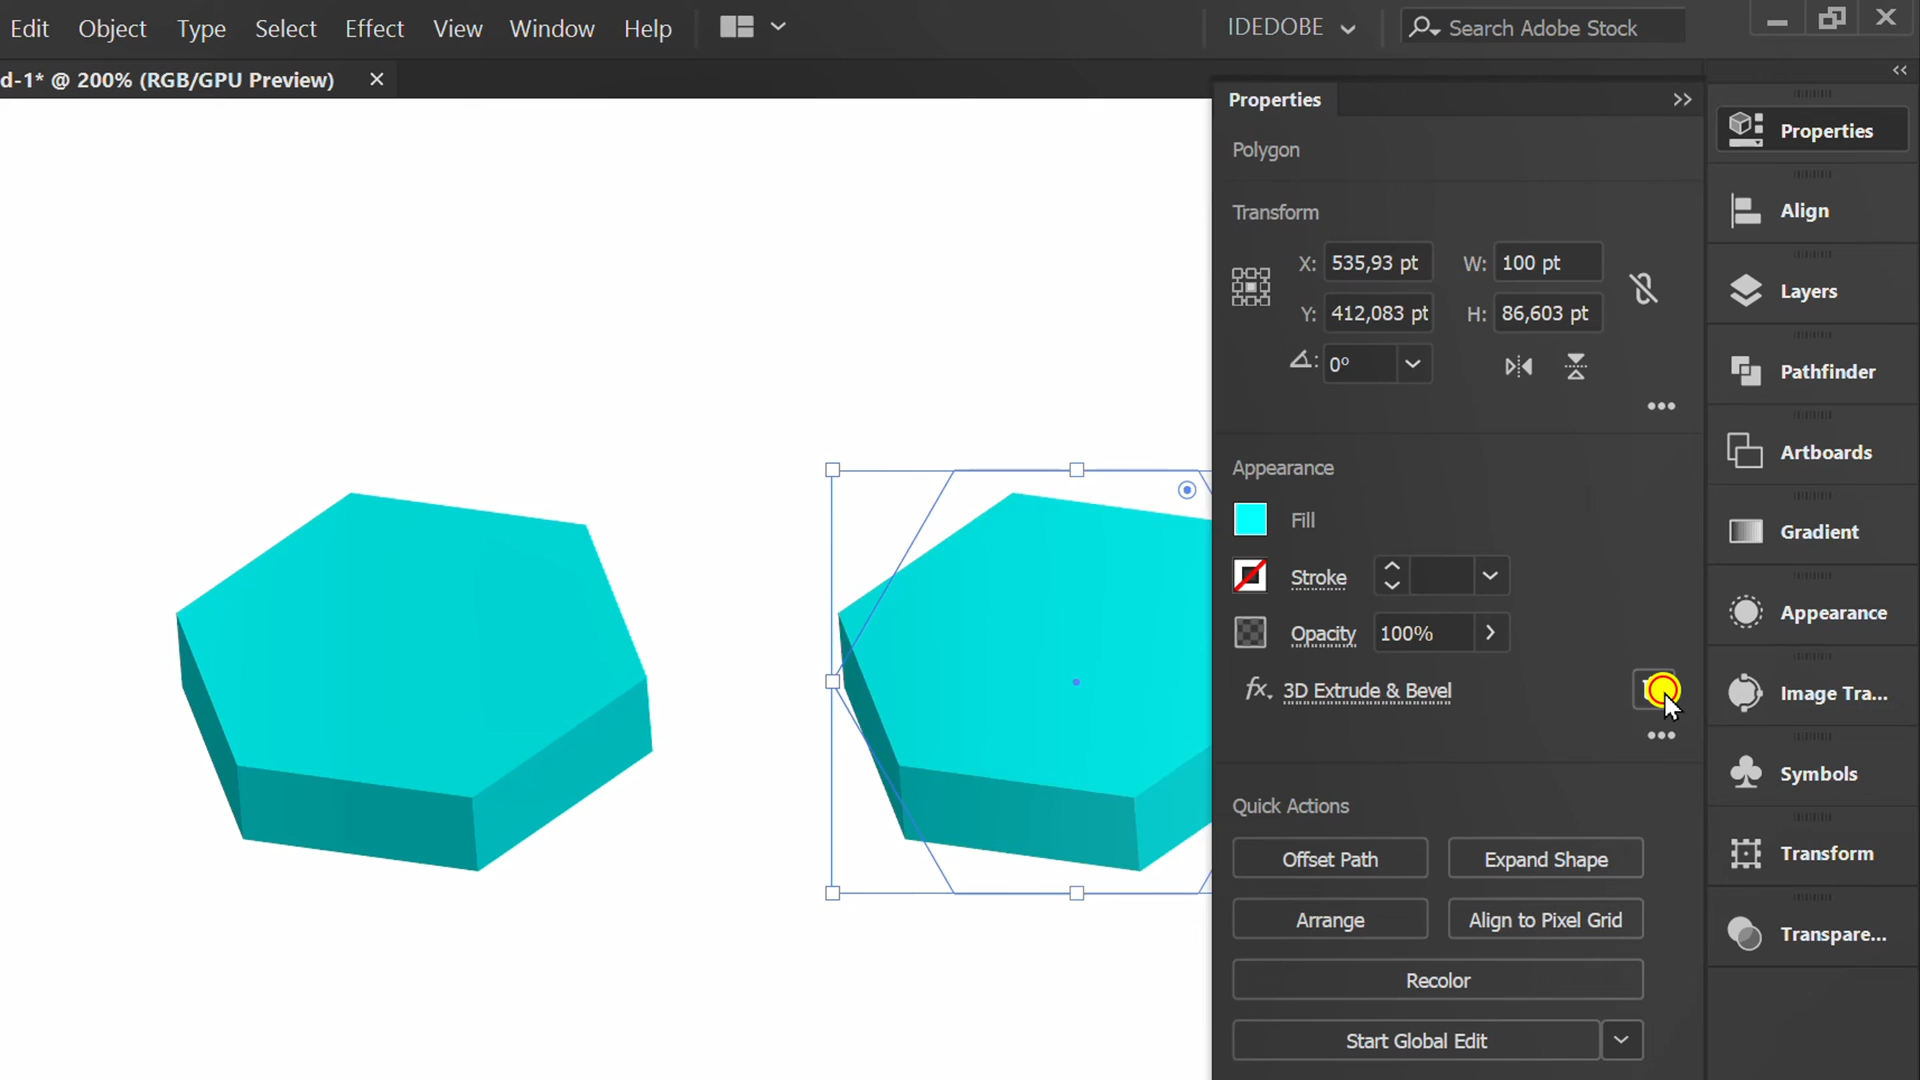 Edit Object Type Select Effect View Window Help IDEDOBE Search Adobe Stock
d-1* @ 200% (RGB/GPU Preview)
Properties
Polygon
Transform
X: 535,93 pt W: 100 pt
Y: 412,083 pt H: 86,603 pt
0°
Appearance
Fill
Stroke
Opacity 100%
fx. 3D Extrude & Bevel
Quick Actions
Offset Path Expand Shape
Arrange Align to Pixel Grid
Recolor
Start Global Edit
Properties
Align
Layers
Pathfinder
Artboards
Gradient
Appearance
Image Tra...
Symbols
Transform
Transpare...